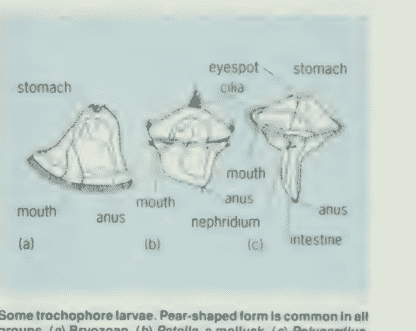 eyespot stomach
stomach cilia
mouth
mouth anus
mouth anus nephridium anus
(a) (b) (c) intestine
Some trochophore larvae. Pear-shaped form is common in all
groups. (a) Bryozoan. (b) Patella, a mollusk. (c) Polygordius,